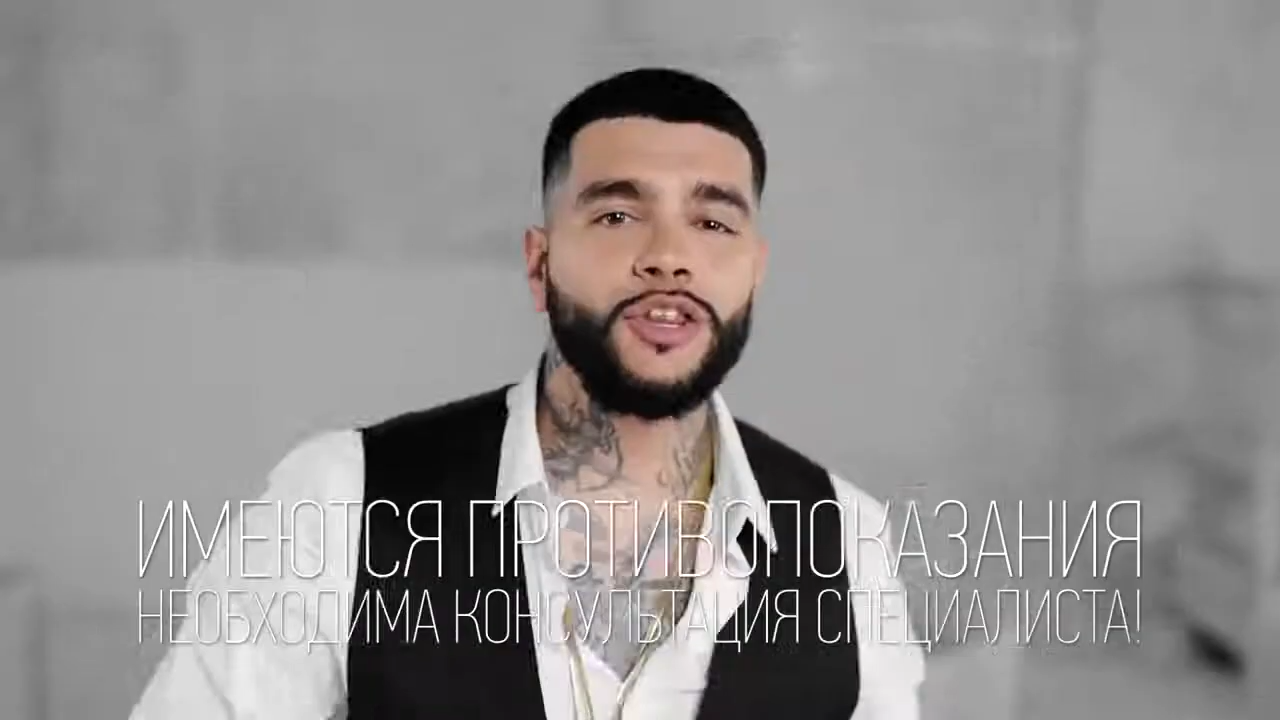 ИМЕЮТСЯ ПРОТИВОПОКАЗАНИЯ
НЕОБХОДИМА КОНСУЛЬТАЦИЯ СПЕЦИАЛИСТА!